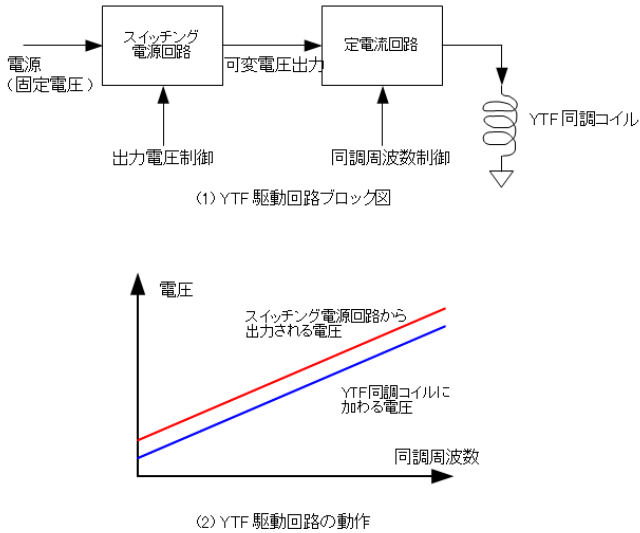 スイッチング
電源回路
定電流回路
電源
（固定電圧）
可変電圧出力
YTF 同調コイル
出力電圧制御
同調周波数制御
(1) YTF 駆動回路ブロック図
電圧
スイッチング電源回路から
出力される電圧
YTF同調コイルに
加わる電圧
同調周波数
(2) YTF 駆動回路の動作